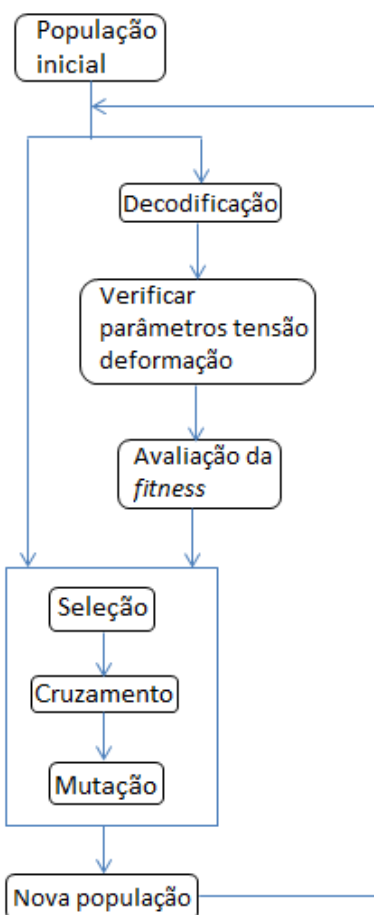 População
inicial
Decodificação
Verificar
parâmetros tensão
deformação
Avaliação da
fitness
Seleção
Cruzamento
Mutação
Nova população